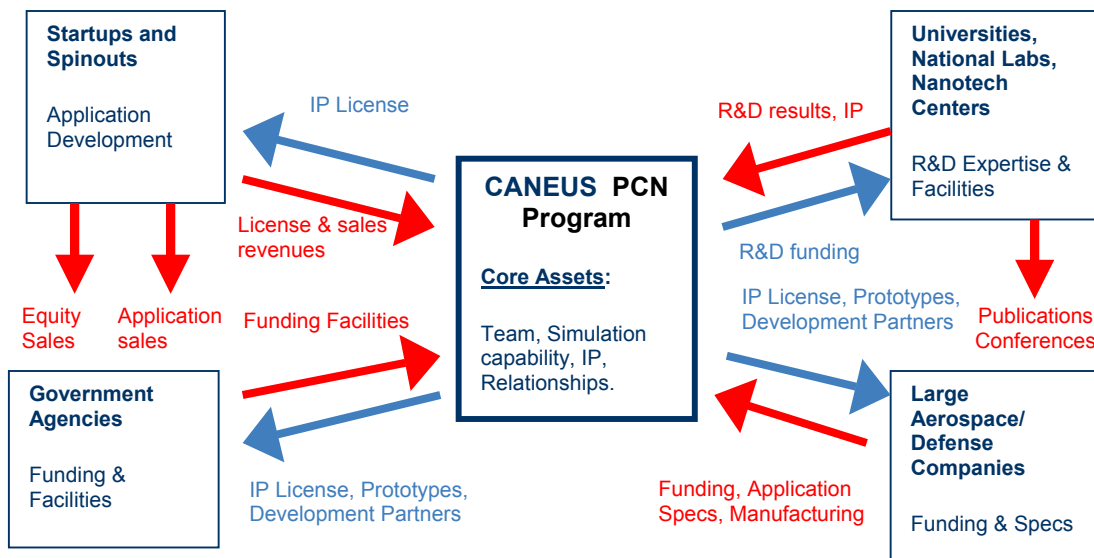 Startups and
Spinouts
Application
Development
IP License
License & sales
revenues
Equity
Sales
Application
sales
Funding Facilities
Government
Agencies
Funding &
Facilities
IP License, Prototypes,
Development Partners
CANEUS PCN
Program
Core Assets:
Team, Simulation
capability, IP,
Relationships.
Universities,
National Labs,
Nanotech
Centers
R&D Expertise &
Facilities
R&D results, IP
R&D funding
IP License, Prototypes,
Development Partners
Publications
Conferences
Large
Aerospace/
Defense
Companies
Funding & Specs
Funding, Application
Specs, Manufacturing